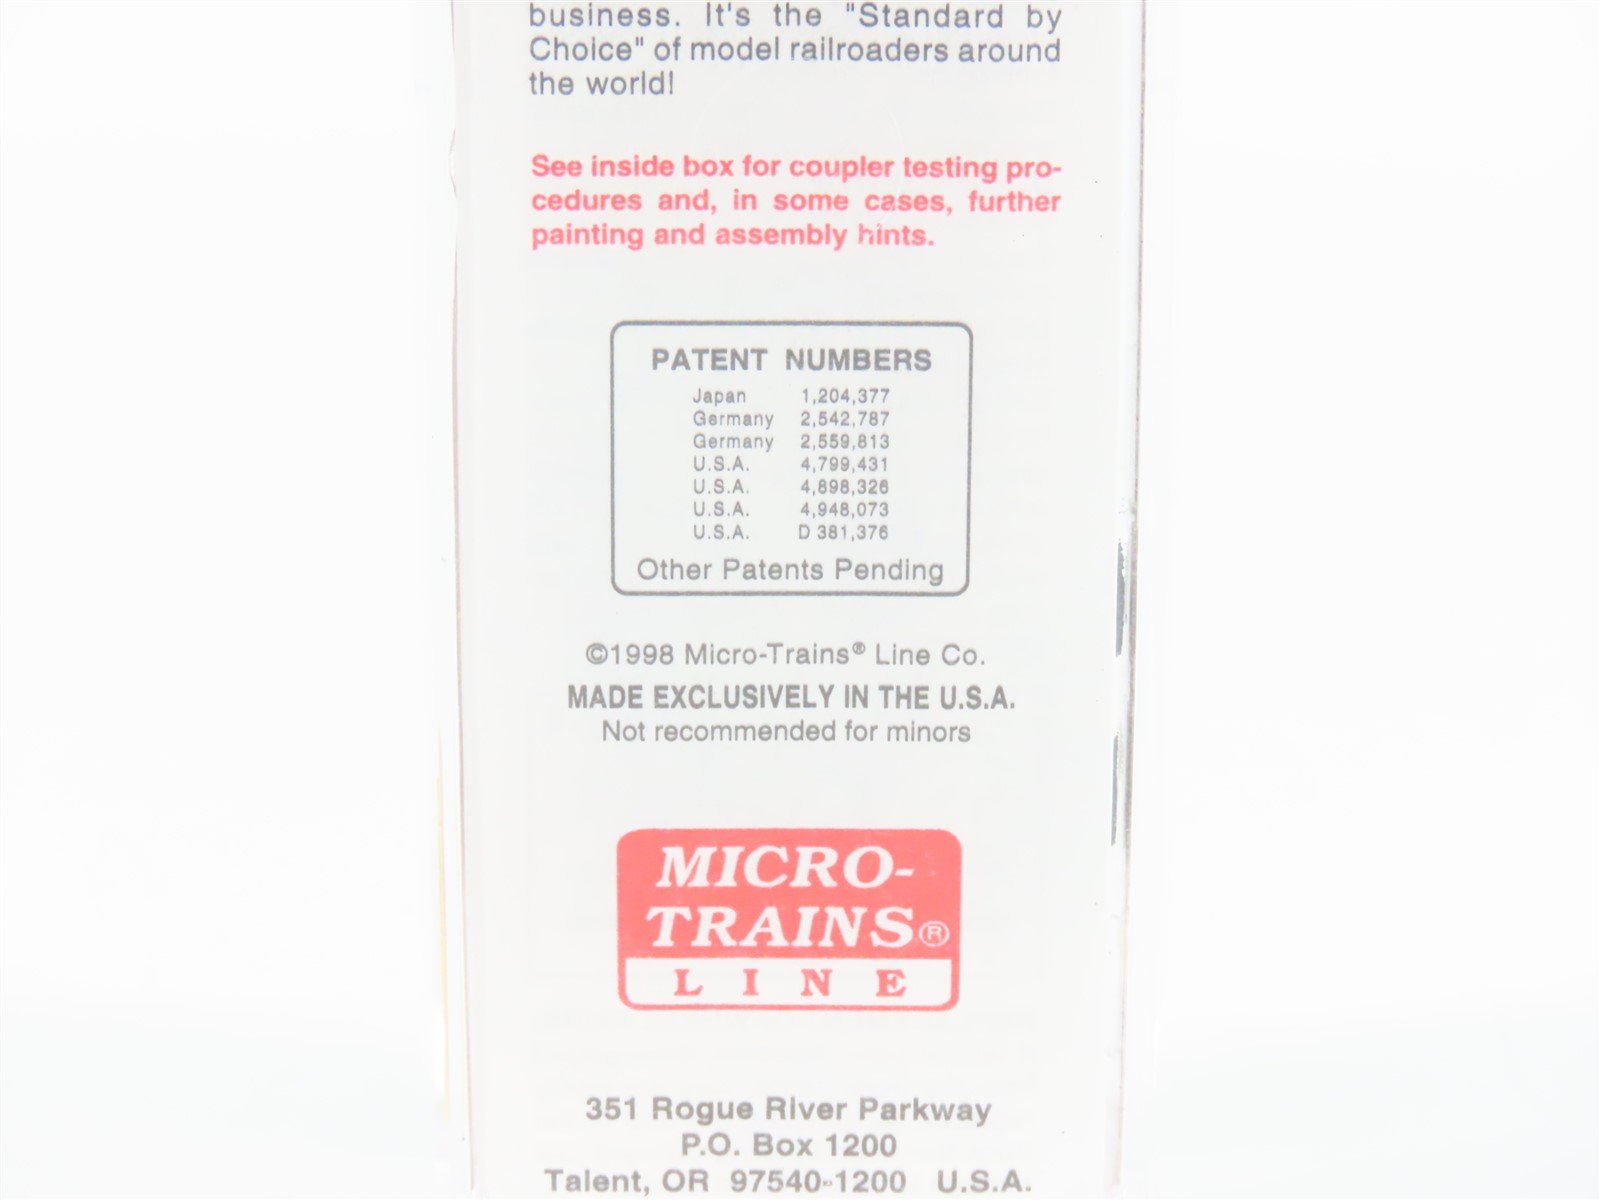 business. It's the "Standard by
Choice" of model railroaders around
the world!
See inside box for coupler testing pro-
cedures and, in some cases, further
painting and assembly hints.
PATENT NUMBERS
Japan 1,204,377
Germany 2,542,787
Germany 2,559,813
U.S.A. 4,799,431
U.S.A. 4,898,326
U.S.A. 4,948,073
U.S.A. D 381,376
Other Patents Pending
©1998 Micro-Trains® Line Co.
MADE EXCLUSIVELY IN THE U.S.A.
Not recommended for minors
MICRO-
TRAINS®
LINE
351 Rogue River Parkway
P.O. Box 1200
Talent, OR 97540-1200 U.S.A.